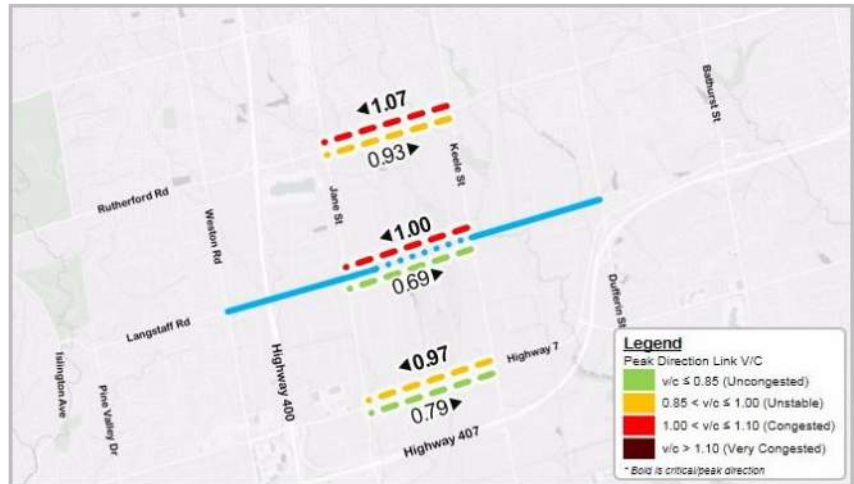 Bathurst St
◄1.07
0.93►
Keele St
Rutherford Rd
Jane St
Weston Rd
◄1.00
0.69►
Dufferin St
Langstaff Rd
Highway 400
Islington Ave
Pine Valley Dr
◄0.97
0.79►
Highway 7
Highway 407
Legend
Peak Direction Link V/C
v/c ≤ 0.85 (Uncongested)
0.85 < v/c ≤ 1.00 (Unstable)
1.00 < v/c ≤ 1.10 (Congested)
v/c > 1.10 (Very Congested)
* Bold is critical/peak direction